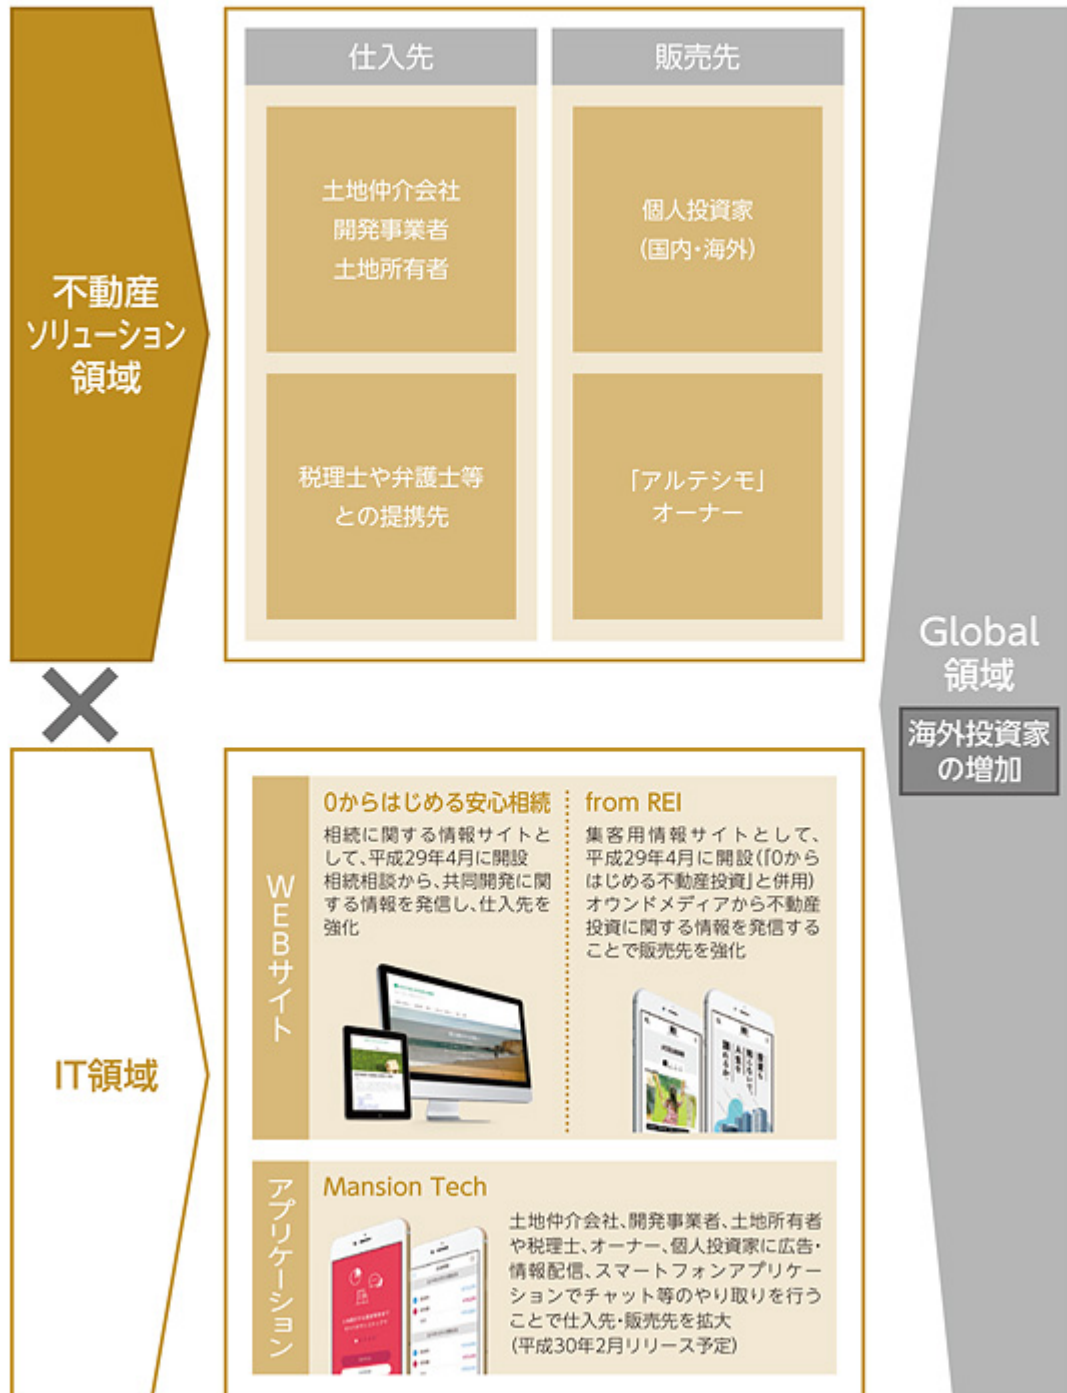 不動産
ソリューション
領域
仕入先
販売先
土地仲介会社
開発事業者
土地所有者
個人投資家
(国内・海外)
税理士や弁護士等
との提携先
「アルテシモ」
オーナー
Global
領域
海外投資家
の増加
IT領域
WEBサイト
0からはじめる安心相続
相続に関する情報サイトと
して、平成29年4月に開設
相続相談から、共同開発に関
する情報を発信し、仕入先を
強化
from REI
集客用情報サイトとして、
平成29年4月に開設(『0から
はじめる不動産投資』と併用)
オウンドメディアから不動産
投資に関する情報を発信する
ことで販売先を強化
アプリケーション
Mansion Tech
土地仲介会社、開発事業者、土地所有者
や税理士、オーナー、個人投資家に広告・
情報配信、スマートフォンアプリケー
ションでチャット等のやり取りを行う
ことで仕入先・販売先を拡大
(平成30年2月リリース予定)